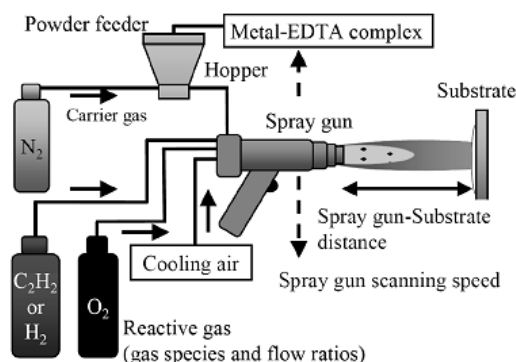 Powder feeder
Metal-EDTA complex
Hopper
Carrier gas
Substrate
Spray gun
N₂
Spray gun-Substrate
distance
Cooling air
Spray gun scanning speed
C₂H₂
or
H₂
O₂
Reactive gas
(gas species and flow ratios)